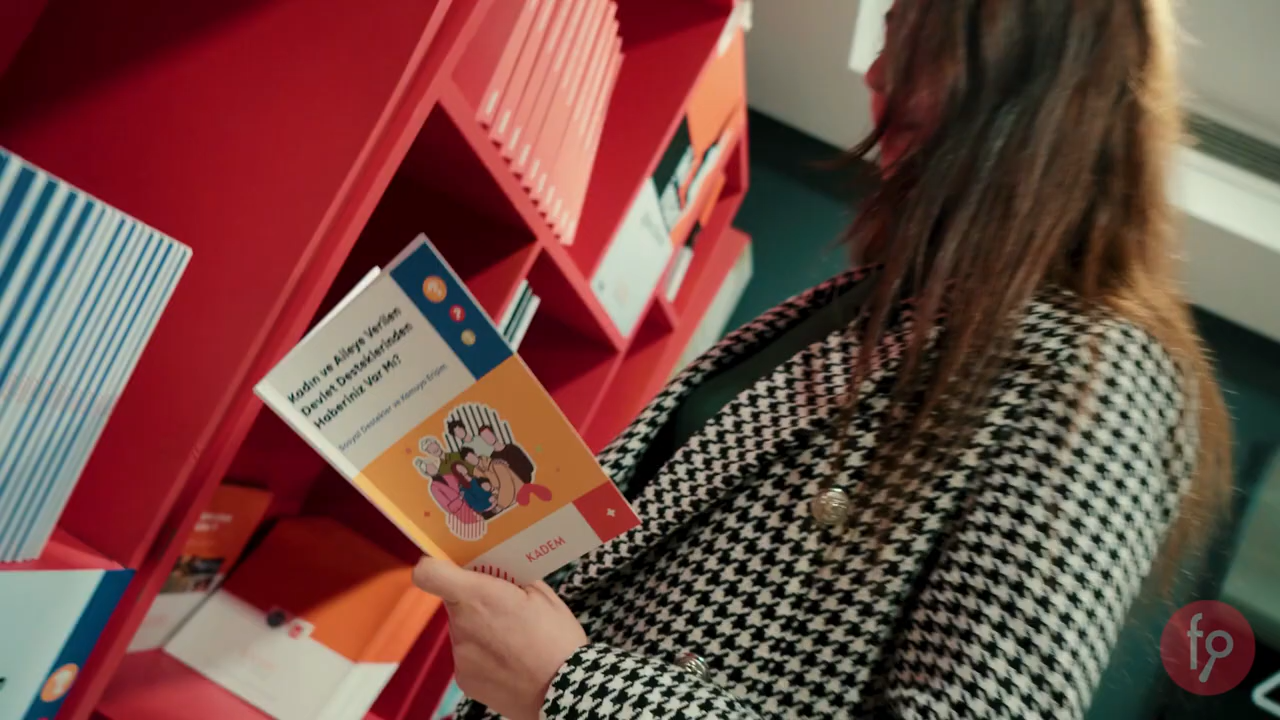 Kadın ve Aileye Verilen
Devlet Desteklerinden
Haberiniz Var Mı?
Sosyal Destekler ve Kamuya Erişim
KADEM
fp